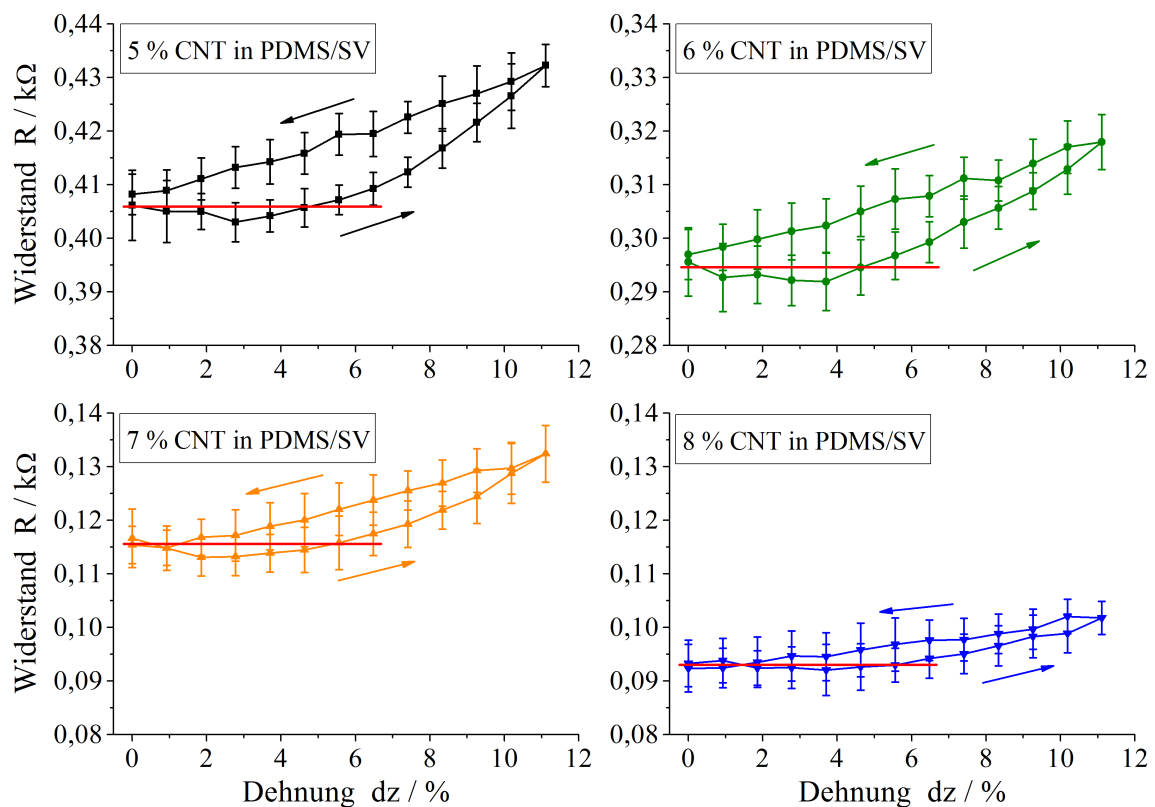 5 % CNT in PDMS/SV
Widerstand R / kΩ
0,44
0,43
0,42
0,41
0,40
0,39
0,38
0 2 4 6 8 10 12
6 % CNT in PDMS/SV
0,34
0,33
0,32
0,31
0,30
0,29
0,28
0 2 4 6 8 10 12
7 % CNT in PDMS/SV
Widerstand R / kΩ
0,14
0,13
0,12
0,11
0,10
0,09
0,08
0 2 4 6 8 10 12
Dehnung dz / %
8 % CNT in PDMS/SV
0,14
0,13
0,12
0,11
0,10
0,09
0,08
0 2 4 6 8 10 12
Dehnung dz / %